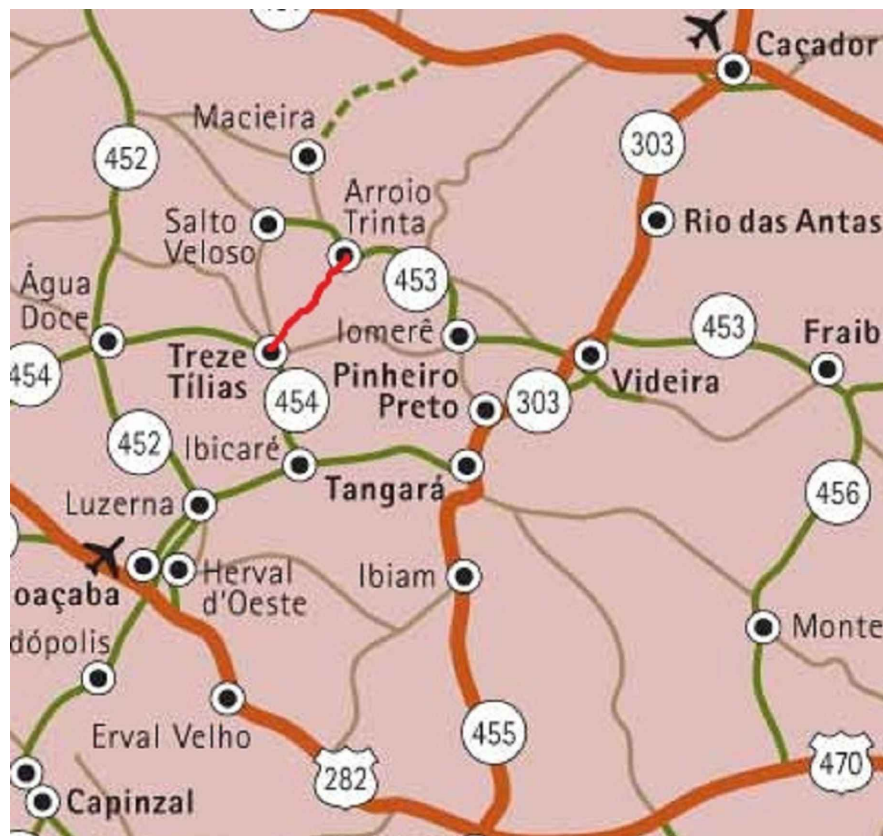 Caçador
Macieira
303
452
Arroio
Trinta
Salto
Veloso
Rio das Antas
453
Água
Doce
453
Iomerê
Fraib
Treze
Tílias
454
Pinheiro
Preto
Videira
454
303
452
Ibicaré
Tangará
456
Luzerna
Ibiam
Herval
d'Oeste
oaçaba
Monte
dópolis
Erval Velho
455
282
470
Capinzal